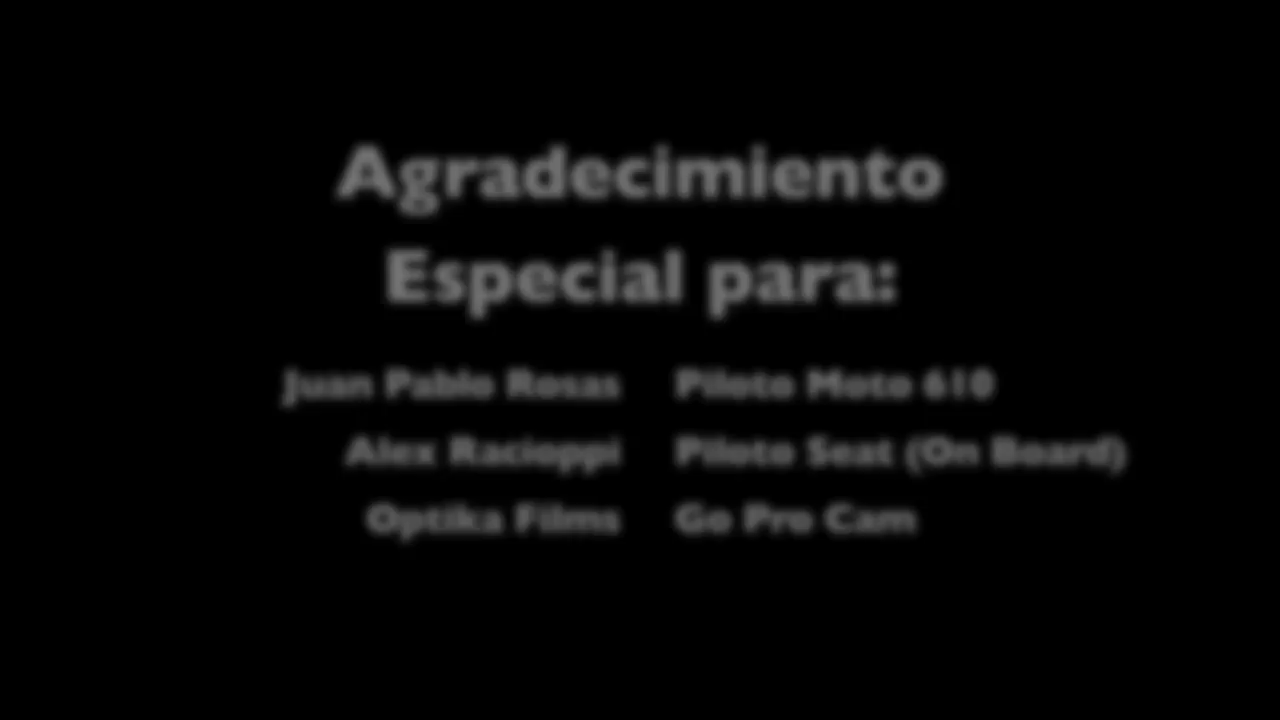 Agradecimiento
Especial para:
Juan Pablo Rosas Piloto Moto 610
Alex Racioppi Piloto Seat (On Board)
Optika Films Go Pro Cam